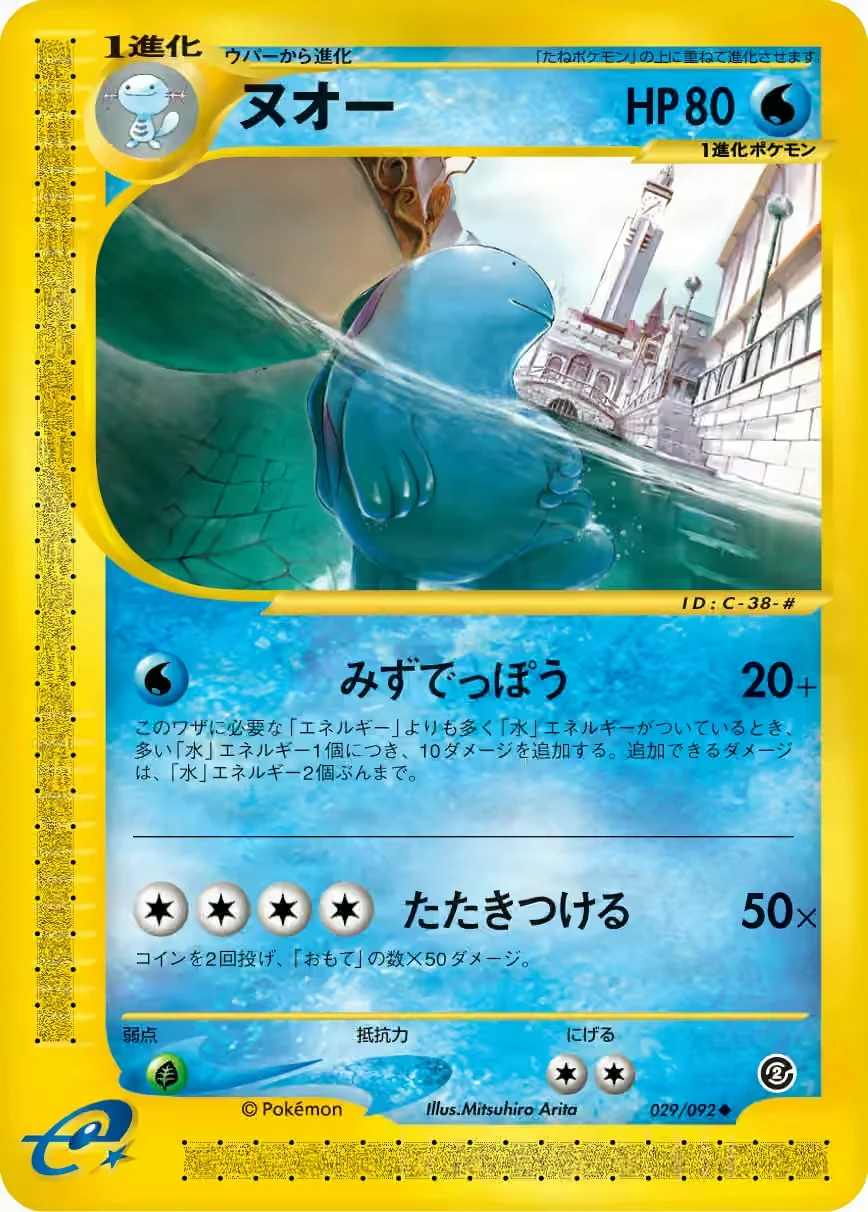 1進化
ウパーから進化
「たねポケモン」の上に重ねて進化させます。
ヌオー
HP80
1進化ポケモン
ID:C-38-#
みずでっぽう 20+
このワザに必要な「エネルギー」よりも多く「水」エネルギーがついているとき、
多い「水」エネルギー1個につき、10ダメージを追加する。追加できるダメージ
は、「水」エネルギー2個ぶんまで。
たたきつける 50×
コインを2回投げ、『おもて』の数×50ダメージ。
弱点 抵抗力 にげる
2
© Pokémon Illus.Mitsuhiro Arita 029/092◆
e